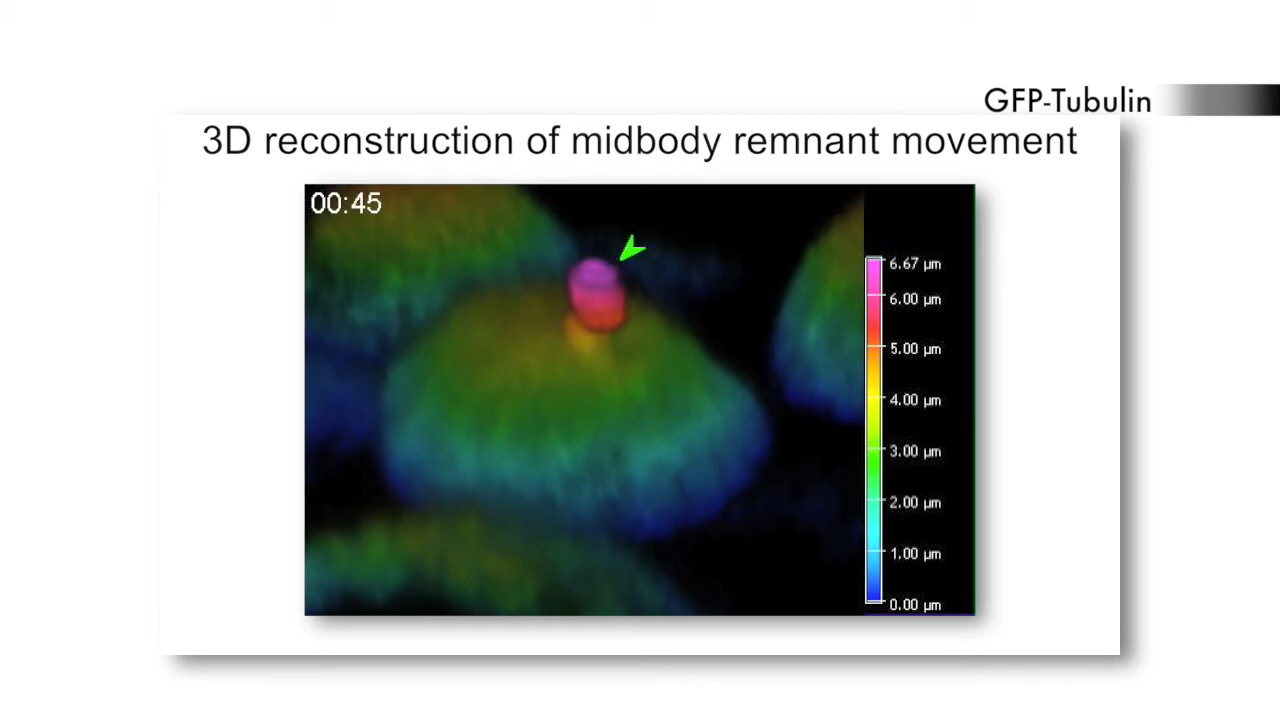 GFP-Tubulin
3D reconstruction of midbody remnant movement
00:45
6.67 µm
6.00 µm
5.00 µm
4.00 µm
3.00 µm
2.00 µm
1.00 µm
0.00 µm